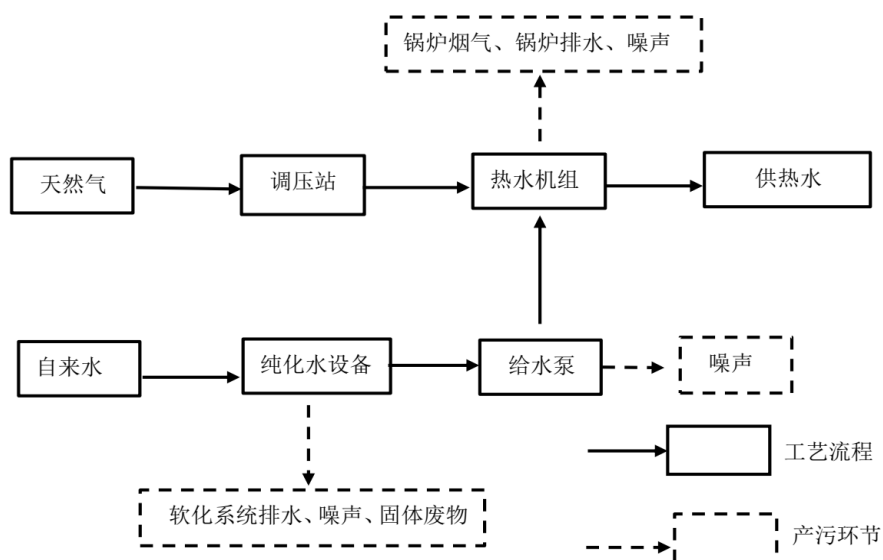 锅炉烟气、锅炉排水、噪声
天然气
调压站
热水机组
供热水
自来水
纯化水设备
给水泵
噪声
工艺流程
软化系统排水、噪声、固体废物
产污环节